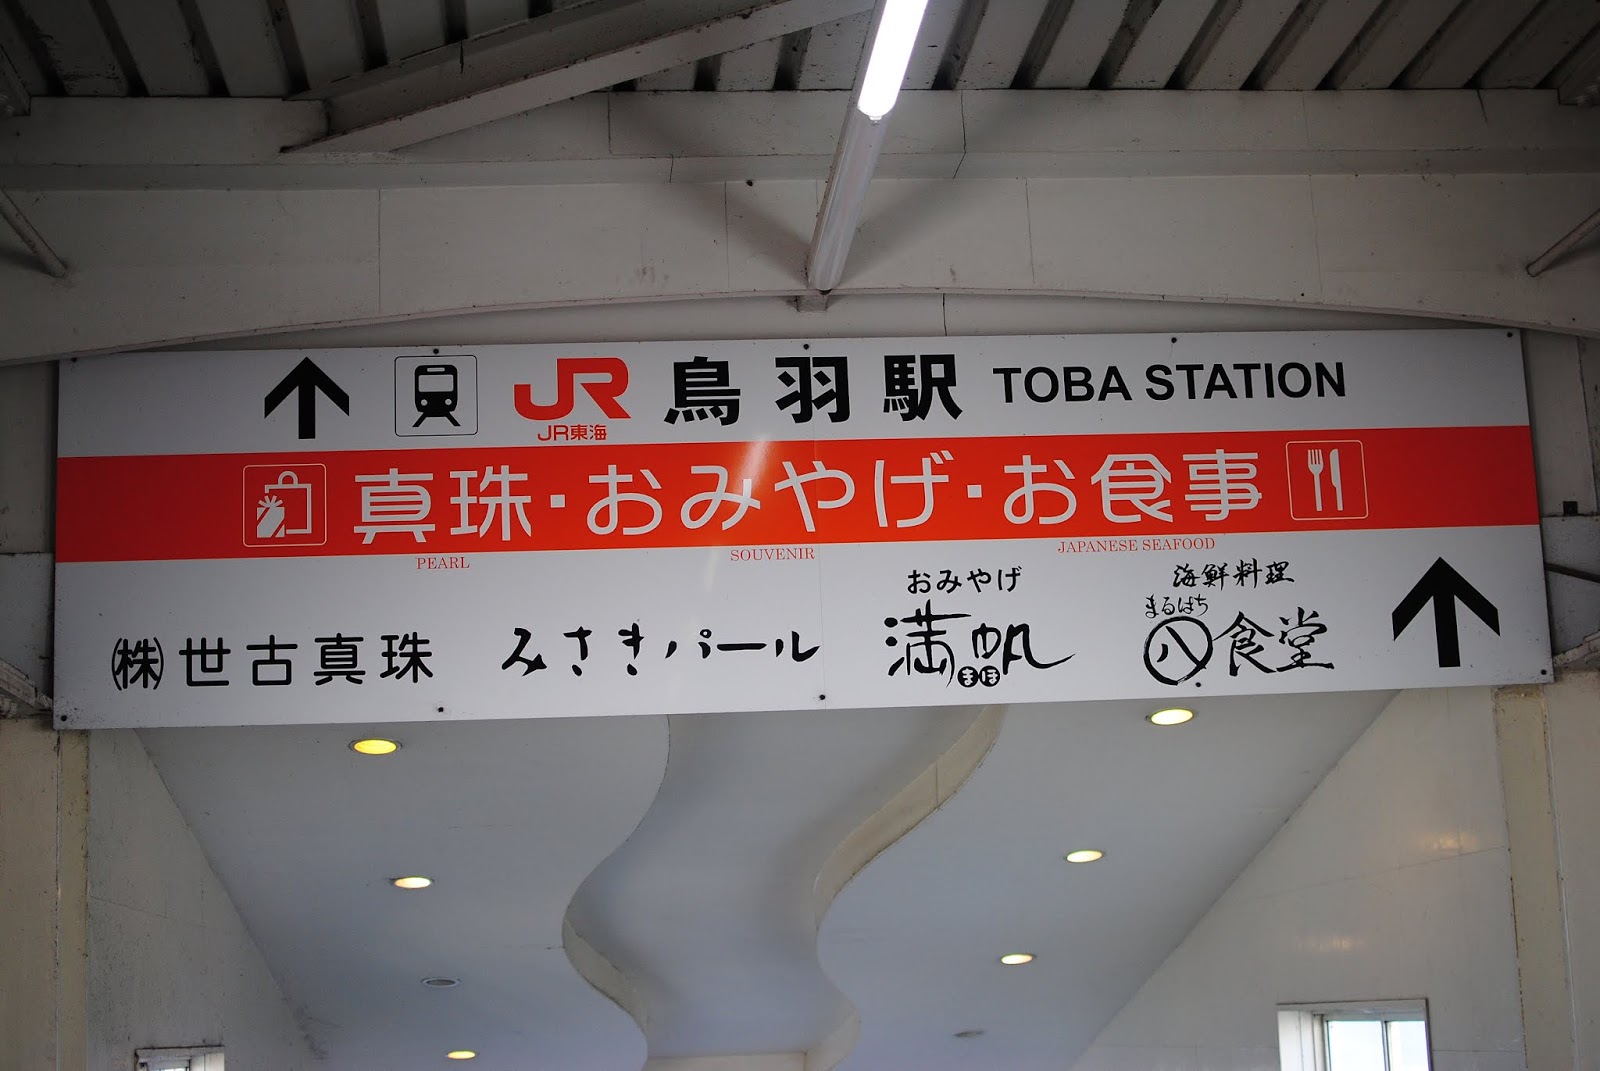 JR 鳥羽駅 TOBA STATION
JR東海
真珠・おみやげ・お食事
PEARL SOUVENIR JAPANESE SEAFOOD
おみやげ 海鮮料理
まるはち
㈱世古真珠 みさきパール 満帆 八食堂
まほ